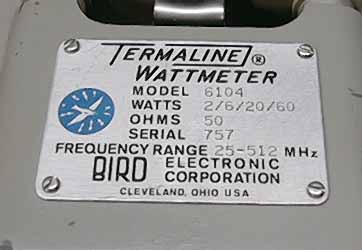 TERMALINE®
WATTMETER
MODEL 6104
WATTS 2/6/20/60
OHMS 50
SERIAL 757
FREQUENCY RANGE 25-512 MHz
BIRD ELECTRONIC CORPORATION
CLEVELAND, OHIO USA